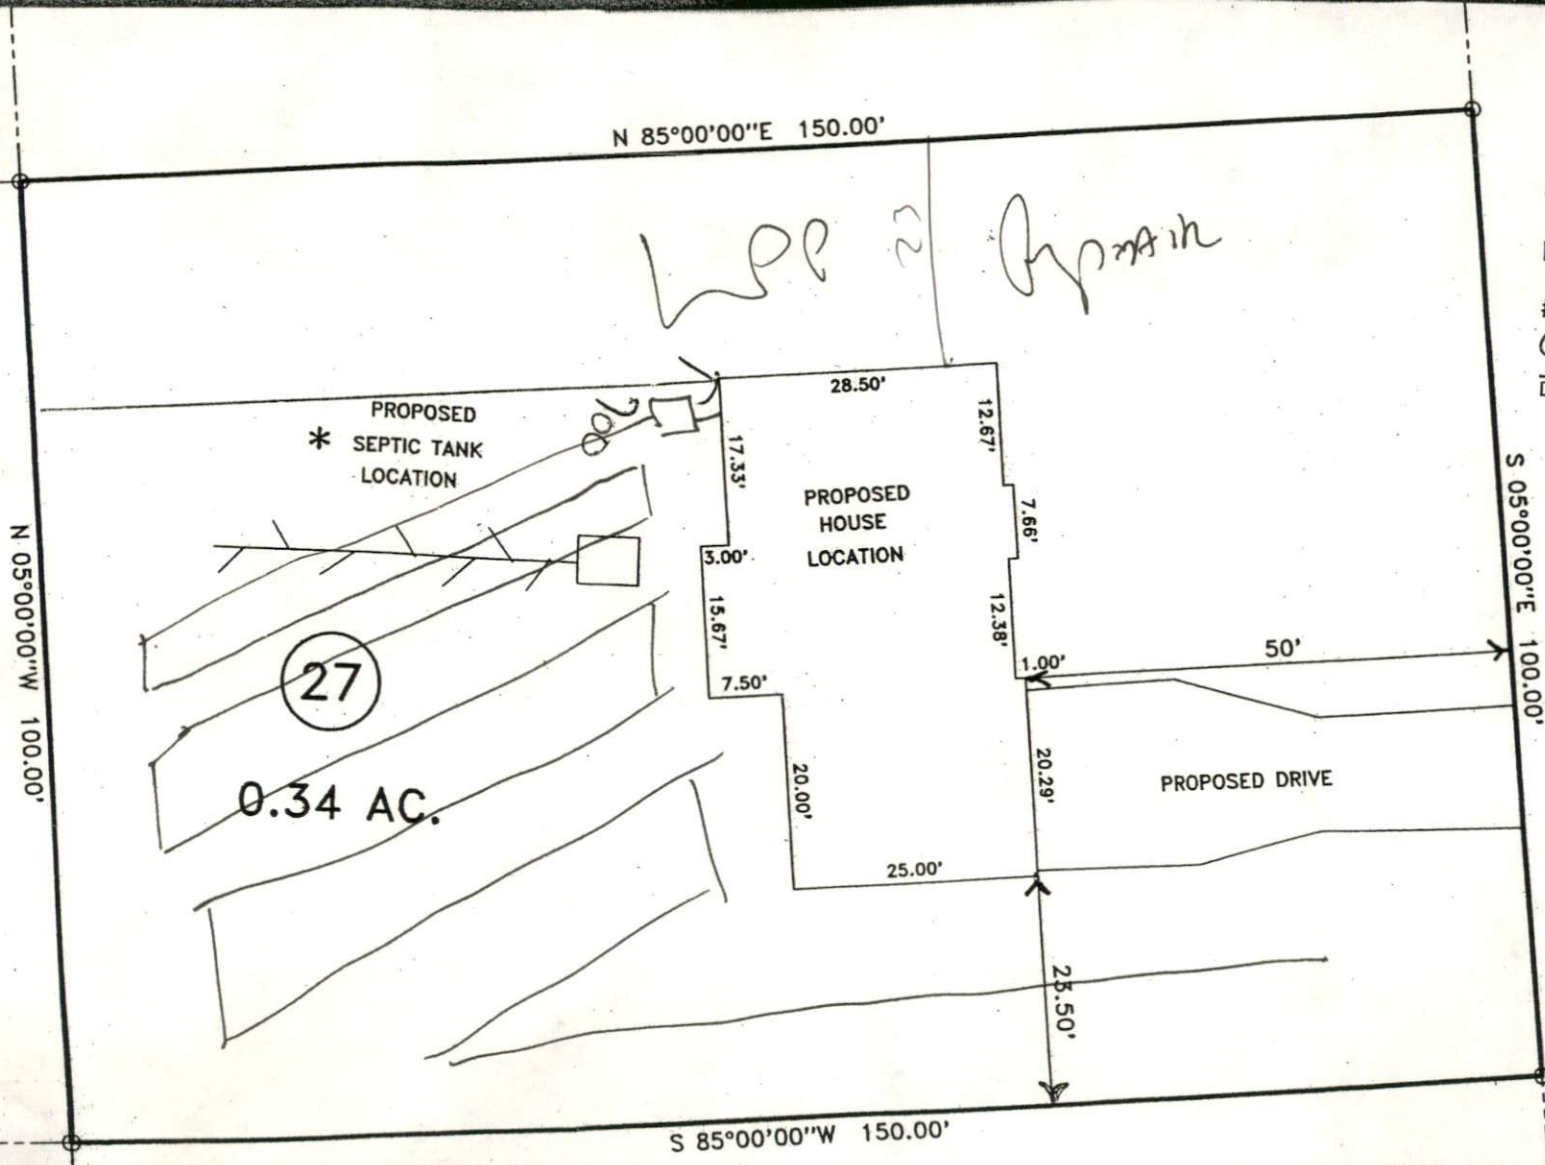 N 85°00'00"E 150.00'
23
28.50'
PROPOSED
* SEPTIC TANK
LOCATION
17.33'
12.67'
PROPOSED
HOUSE
LOCATION
7.66'
3.00'
15.67'
12.38'
S 05°00'00"E 100.00'
N 05°00'00"W 100.00'
27
7.50'
1.00'
50'
0.34 AC.
20.00'
20.29'
PROPOSED DRIVE
25.00'
23.50'
S 85°00'00"W 150.00'